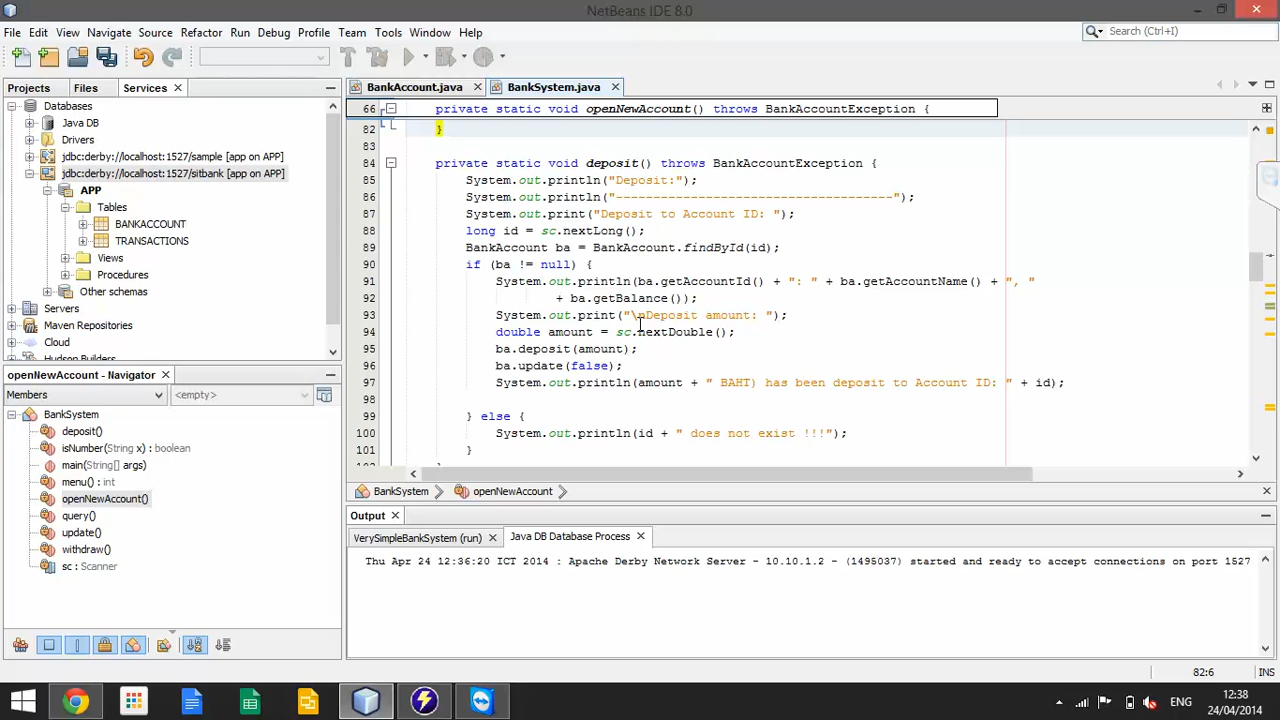 NetBeans IDE 8.0
File Edit View Navigate Source Refactor Run Debug Profile Team Tools Window Help
Search (Ctrl+I)
Projects Files Services
BankAccount.java BankSystem.java
Databases
Java DB
Drivers
jdbc:derby://localhost:1527/sample [app on APP]
jdbc:derby://localhost:1527/sitbank [app on APP]
APP
Tables
BANKACCOUNT
TRANSACTIONS
Views
Procedures
Other schemas
Servers
Maven Repositories
Cloud
Hudson Builders
66 private static void openNewAccount() throws BankAccountException {
82 }
83
84 private static void deposit() throws BankAccountException {
85 System.out.println("Deposit:");
86 System.out.println("-------------------------------------");
87 System.out.print("Deposit to Account ID: ");
88 long id = sc.nextLong();
89 BankAccount ba = BankAccount.findById(id);
90 if (ba != null) {
91 System.out.println(ba.getAccountId() + ": " + ba.getAccountName() + ", "
92 + ba.getBalance());
93 System.out.print("\nDeposit amount: ");
94 double amount = sc.nextDouble();
95 ba.deposit(amount);
96 ba.update(false);
97 System.out.println(amount + " BAHT) has been deposit to Account ID: " + id);
98
99 } else {
100 System.out.println(id + " does not exist !!!");
101 }
openNewAccount - Navigator
Members <empty>
BankSystem
deposit()
isNumber(String x) : boolean
main(String[] args)
menu() : int
openNewAccount()
query()
update()
withdraw()
sc : Scanner
BankSystem openNewAccount
Output
VerySimpleBankSystem (run) Java DB Database Process
Thu Apr 24 12:36:20 ICT 2014 : Apache Derby Network Server - 10.10.1.2 - (1495037) started and ready to accept connections on port 1527
82:6 INS
ENG
12:38
24/04/2014